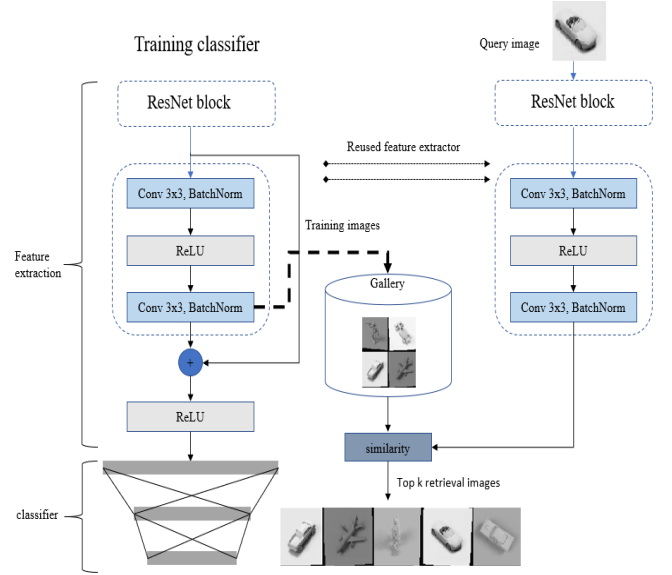 Training classifier
Query image
ResNet block
ResNet block
Reused feature extractor
Conv 3x3, BatchNorm
Conv 3x3, BatchNorm
Training images
Feature
extraction
ReLU
ReLU
Gallery
Conv 3x3, BatchNorm
Conv 3x3, BatchNorm
+
ReLU
similarity
Top k retrieval images
classifier